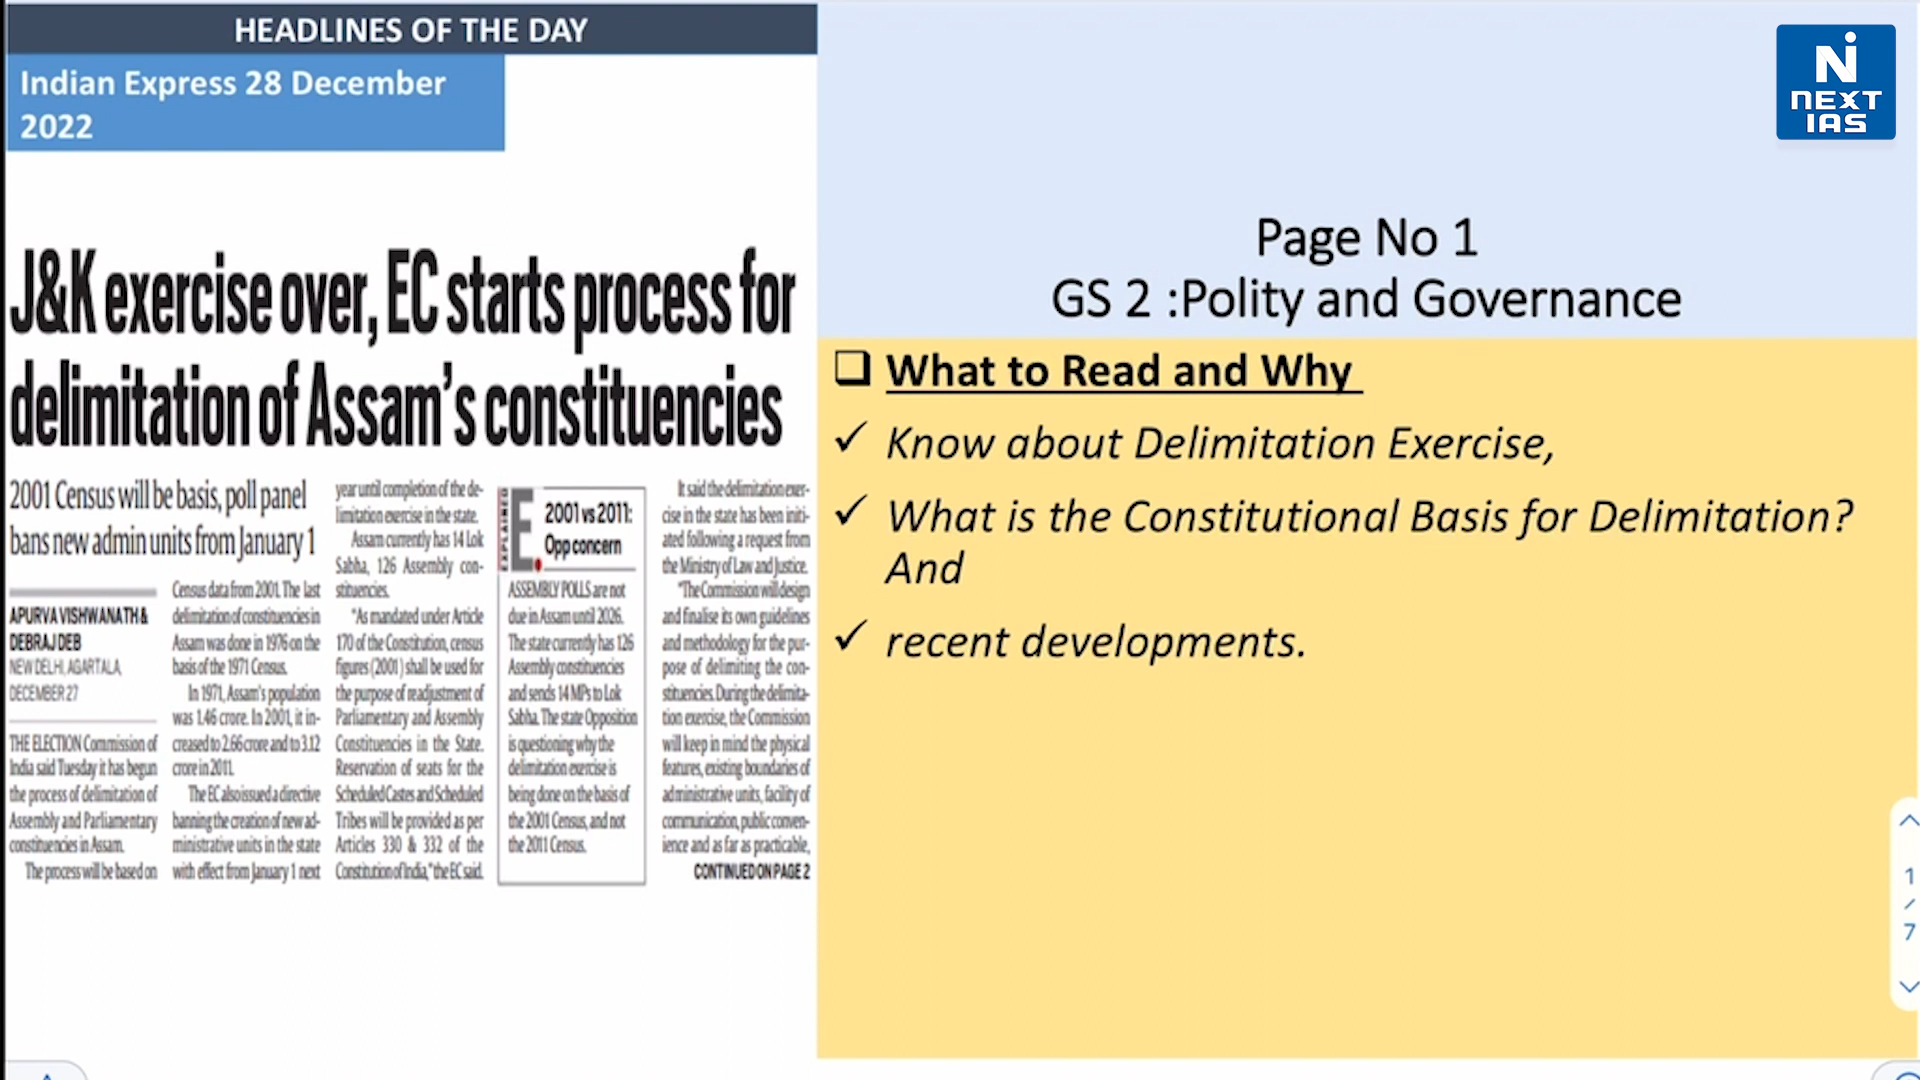 HEADLINES OF THE DAY
Indian Express 28 December
2022
J&K exercise over, EC starts process for
delimitation of Assam's constituencies
2001 Census will be basis, poll panel
bans new admin units from January 1
APURVA VISHWANATH &
DEBRAJ DEB
NEW DELHI, AGARTALA,
DECEMBER 27
THE ELECTION Commission of
India said Tuesday it has begun
the process of delimitation of
Assembly and Parliamentary
constituencies in Assam.
The process will be based on
Census data from 2001. The last
delimitation of constituencies in
Assam was done in 1976 on the
basis of the 1971 Census.
In 1971, Assam's population
was 1.46 crore. In 2001, it in-
creased to 2.66 crore and to 3.12
crore in 2011.
The EC also issued a directive
banning the creation of new ad-
ministrative units in the state
with effect from January 1 next
year until completion of the de-
limitation exercise in the state.
Assam currently has 14 Lok
Sabha, 126 Assembly con-
stituencies.
"As mandated under Article
170 of the Constitution, census
figures (2001) shall be used for
the purpose of readjustment of
Parliamentary and Assembly
Constituencies in the State.
Reservation of seats for the
Scheduled Castes and Scheduled
Tribes will be provided as per
Articles 330 & 332 of the
Constitution of India," the EC said.
EXPLAINED
E.
2001 vs 2011:
Opp concern
ASSEMBLY POLLS are not
due in Assam until 2026.
The state currently has 126
Assembly constituencies
and sends 14 MPs to Lok
Sabha. The state Opposition
is questioning why the
delimitation exercise is
being done on the basis of
the 2001 Census, and not
the 2011 Census.
It said the delimitation exer-
cise in the state has been initi-
ated following a request from
the Ministry of Law and Justice.
"The Commission will design
and finalise its own guidelines
and methodology for the pur-
pose of delimiting the con-
stituencies. During the delimita-
tion exercise, the Commission
will keep in mind the physical
features, existing boundaries of
administrative units, facility of
communication, public conven-
ience and as far as practicable,
CONTINUED ON PAGE 2
NEXT
IAS
Page No 1
GS 2 :Polity and Governance
What to Read and Why
Know about Delimitation Exercise,
What is the Constitutional Basis for Delimitation?
And
recent developments.
1
/
7